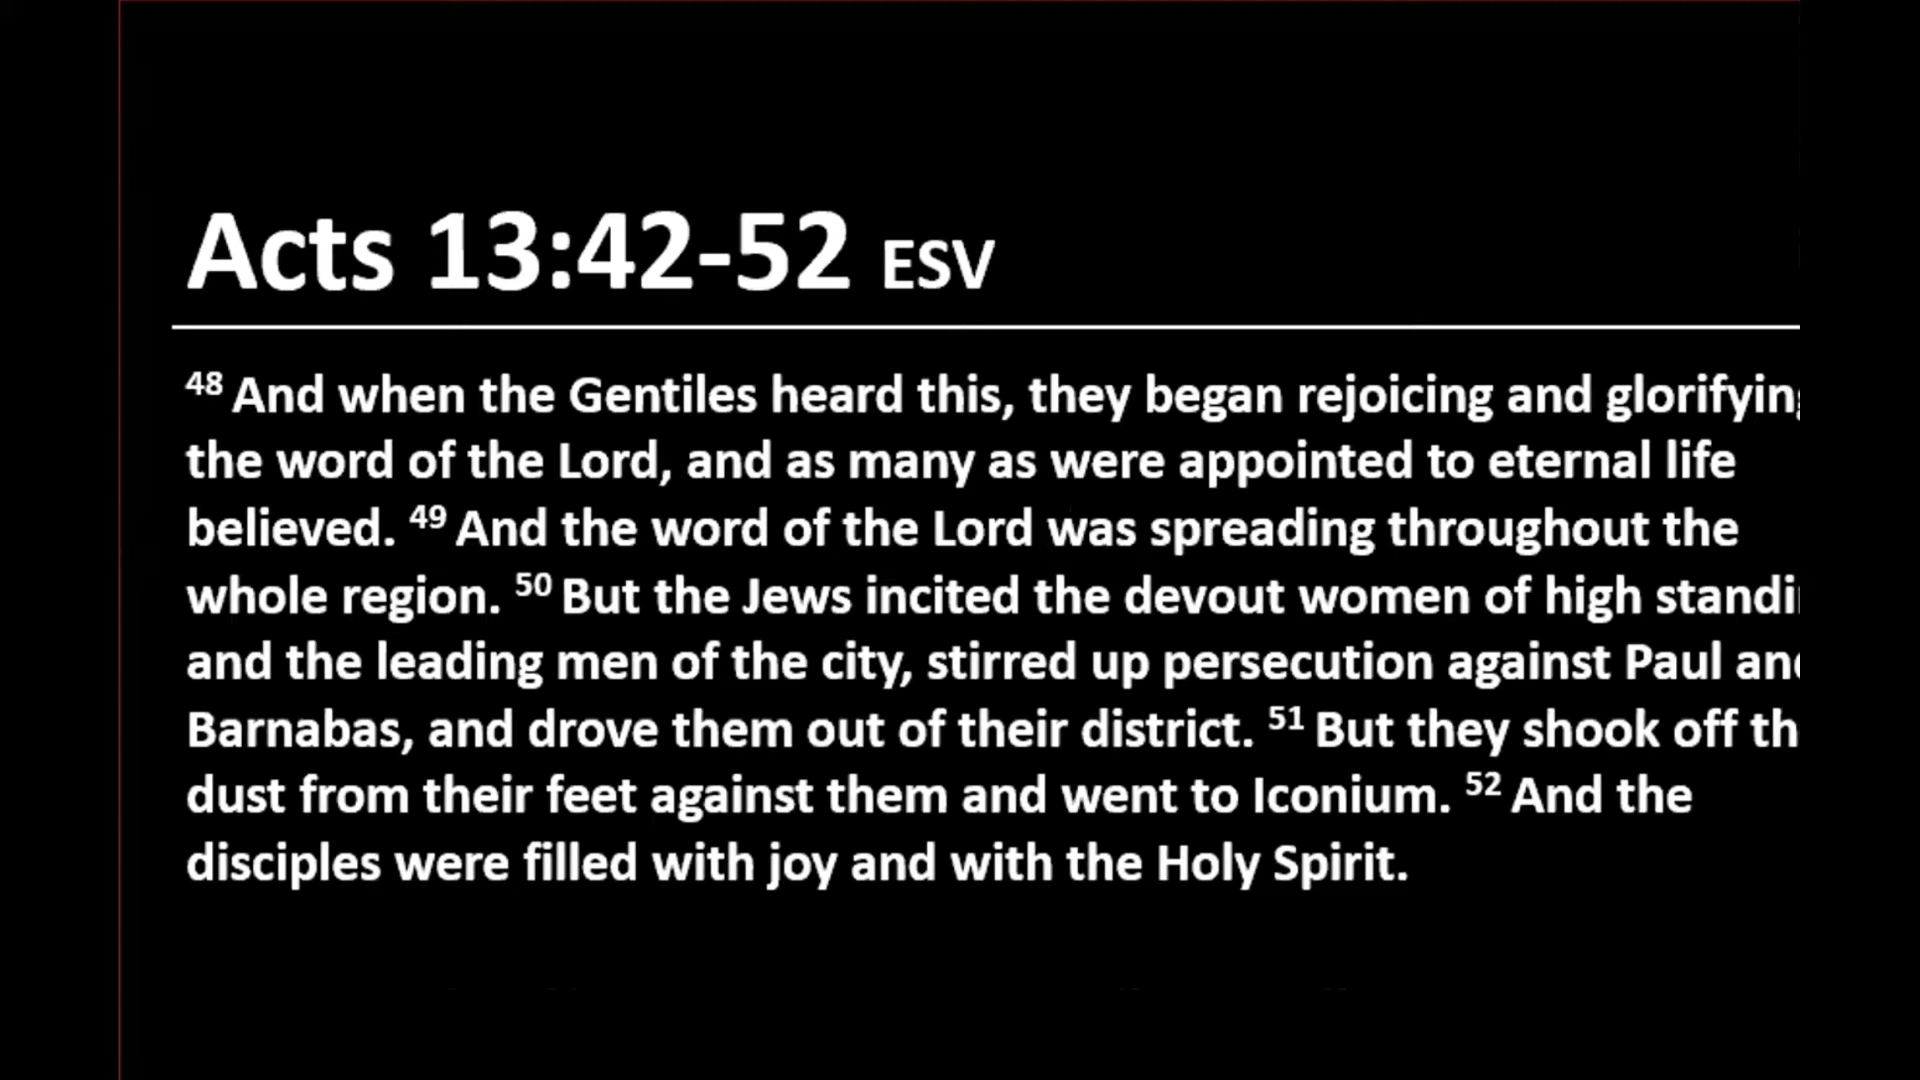 Acts 13:42-52 ESV
48 And when the Gentiles heard this, they began rejoicing and glorifying
the word of the Lord, and as many as were appointed to eternal life
believed. 49 And the word of the Lord was spreading throughout the
whole region. 50 But the Jews incited the devout women of high standi
and the leading men of the city, stirred up persecution against Paul and
Barnabas, and drove them out of their district. 51 But they shook off th
dust from their feet against them and went to Iconium. 52 And the
disciples were filled with joy and with the Holy Spirit.